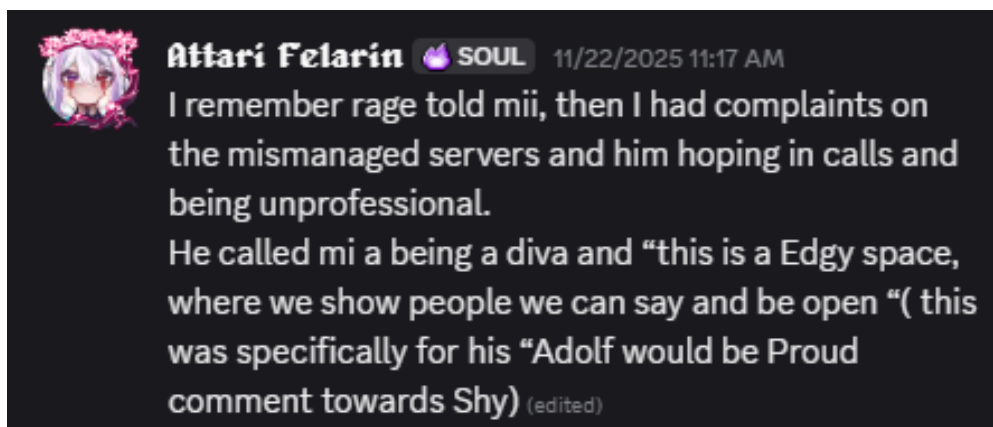 Attari Felarin SOUL 11/22/2025 11:17 AM
I remember rage told mii, then I had complaints on
the mismanaged servers and him hoping in calls and
being unprofessional.
He called mi a being a diva and “this is a Edgy space,
where we show people we can say and be open “( this
was specifically for his “Adolf would be Proud
comment towards Shy) (edited)